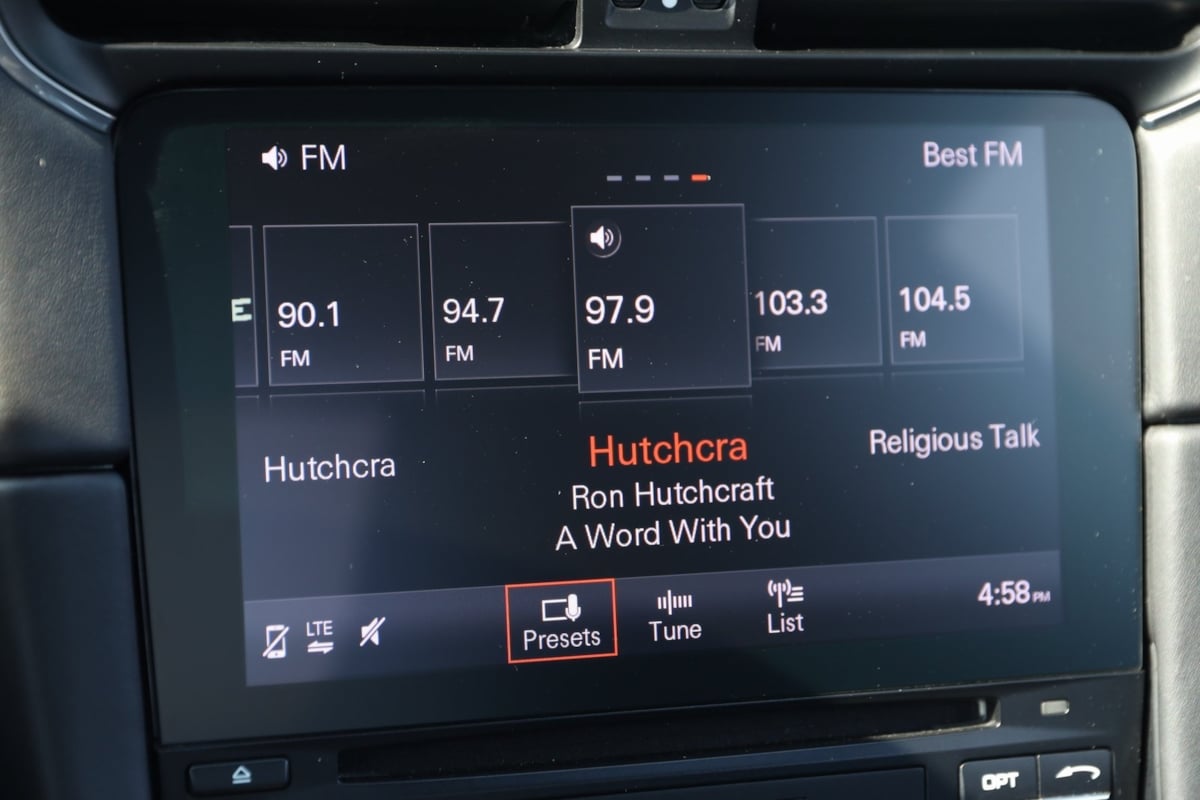 FM
Best FM
E
90.1
FM
94.7
FM
97.9
FM
103.3
FM
104.5
FM
Hutchcra
Hutchcra
Religious Talk
Ron Hutchcraft
A Word With You
LTE
Presets
Tune
List
4:58 PM
OPT